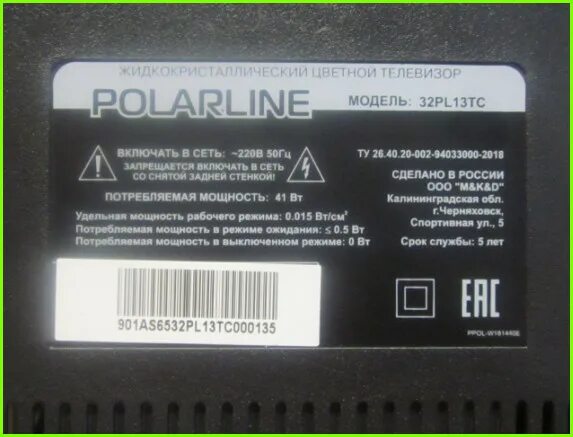 ЖИДКОКРИСТАЛЛИЧЕСКИЙ ЦВЕТНОЙ ТЕЛЕВИЗОР
POLARLINE
МОДЕЛЬ: 32PL13TC
ВКЛЮЧАТЬ В СЕТЬ: ~220В 50Гц
ЗАПРЕЩАЕТСЯ ВКЛЮЧАТЬ В СЕТЬ
СО СНЯТОЙ ЗАДНЕЙ СТЕНКОЙ!
ПОТРЕБЛЯЕМАЯ МОЩНОСТЬ: 41 Вт
Удельная мощность рабочего режима: 0.015 Вт/см²
Потребляемая мощность в режиме ожидания: ≤ 0.5 Вт
Потребляемая мощность в выключенном режиме: 0 Вт
ТУ 26.40.20-002-94033000-2018
СДЕЛАНО В РОССИИ
ООО "M&K&D"
Калининградская обл.
г.Черняховск,
Спортивная ул., 5
Срок службы: 5 лет
901AS6532PL13TC000135
EAC
PPOL-W181440E